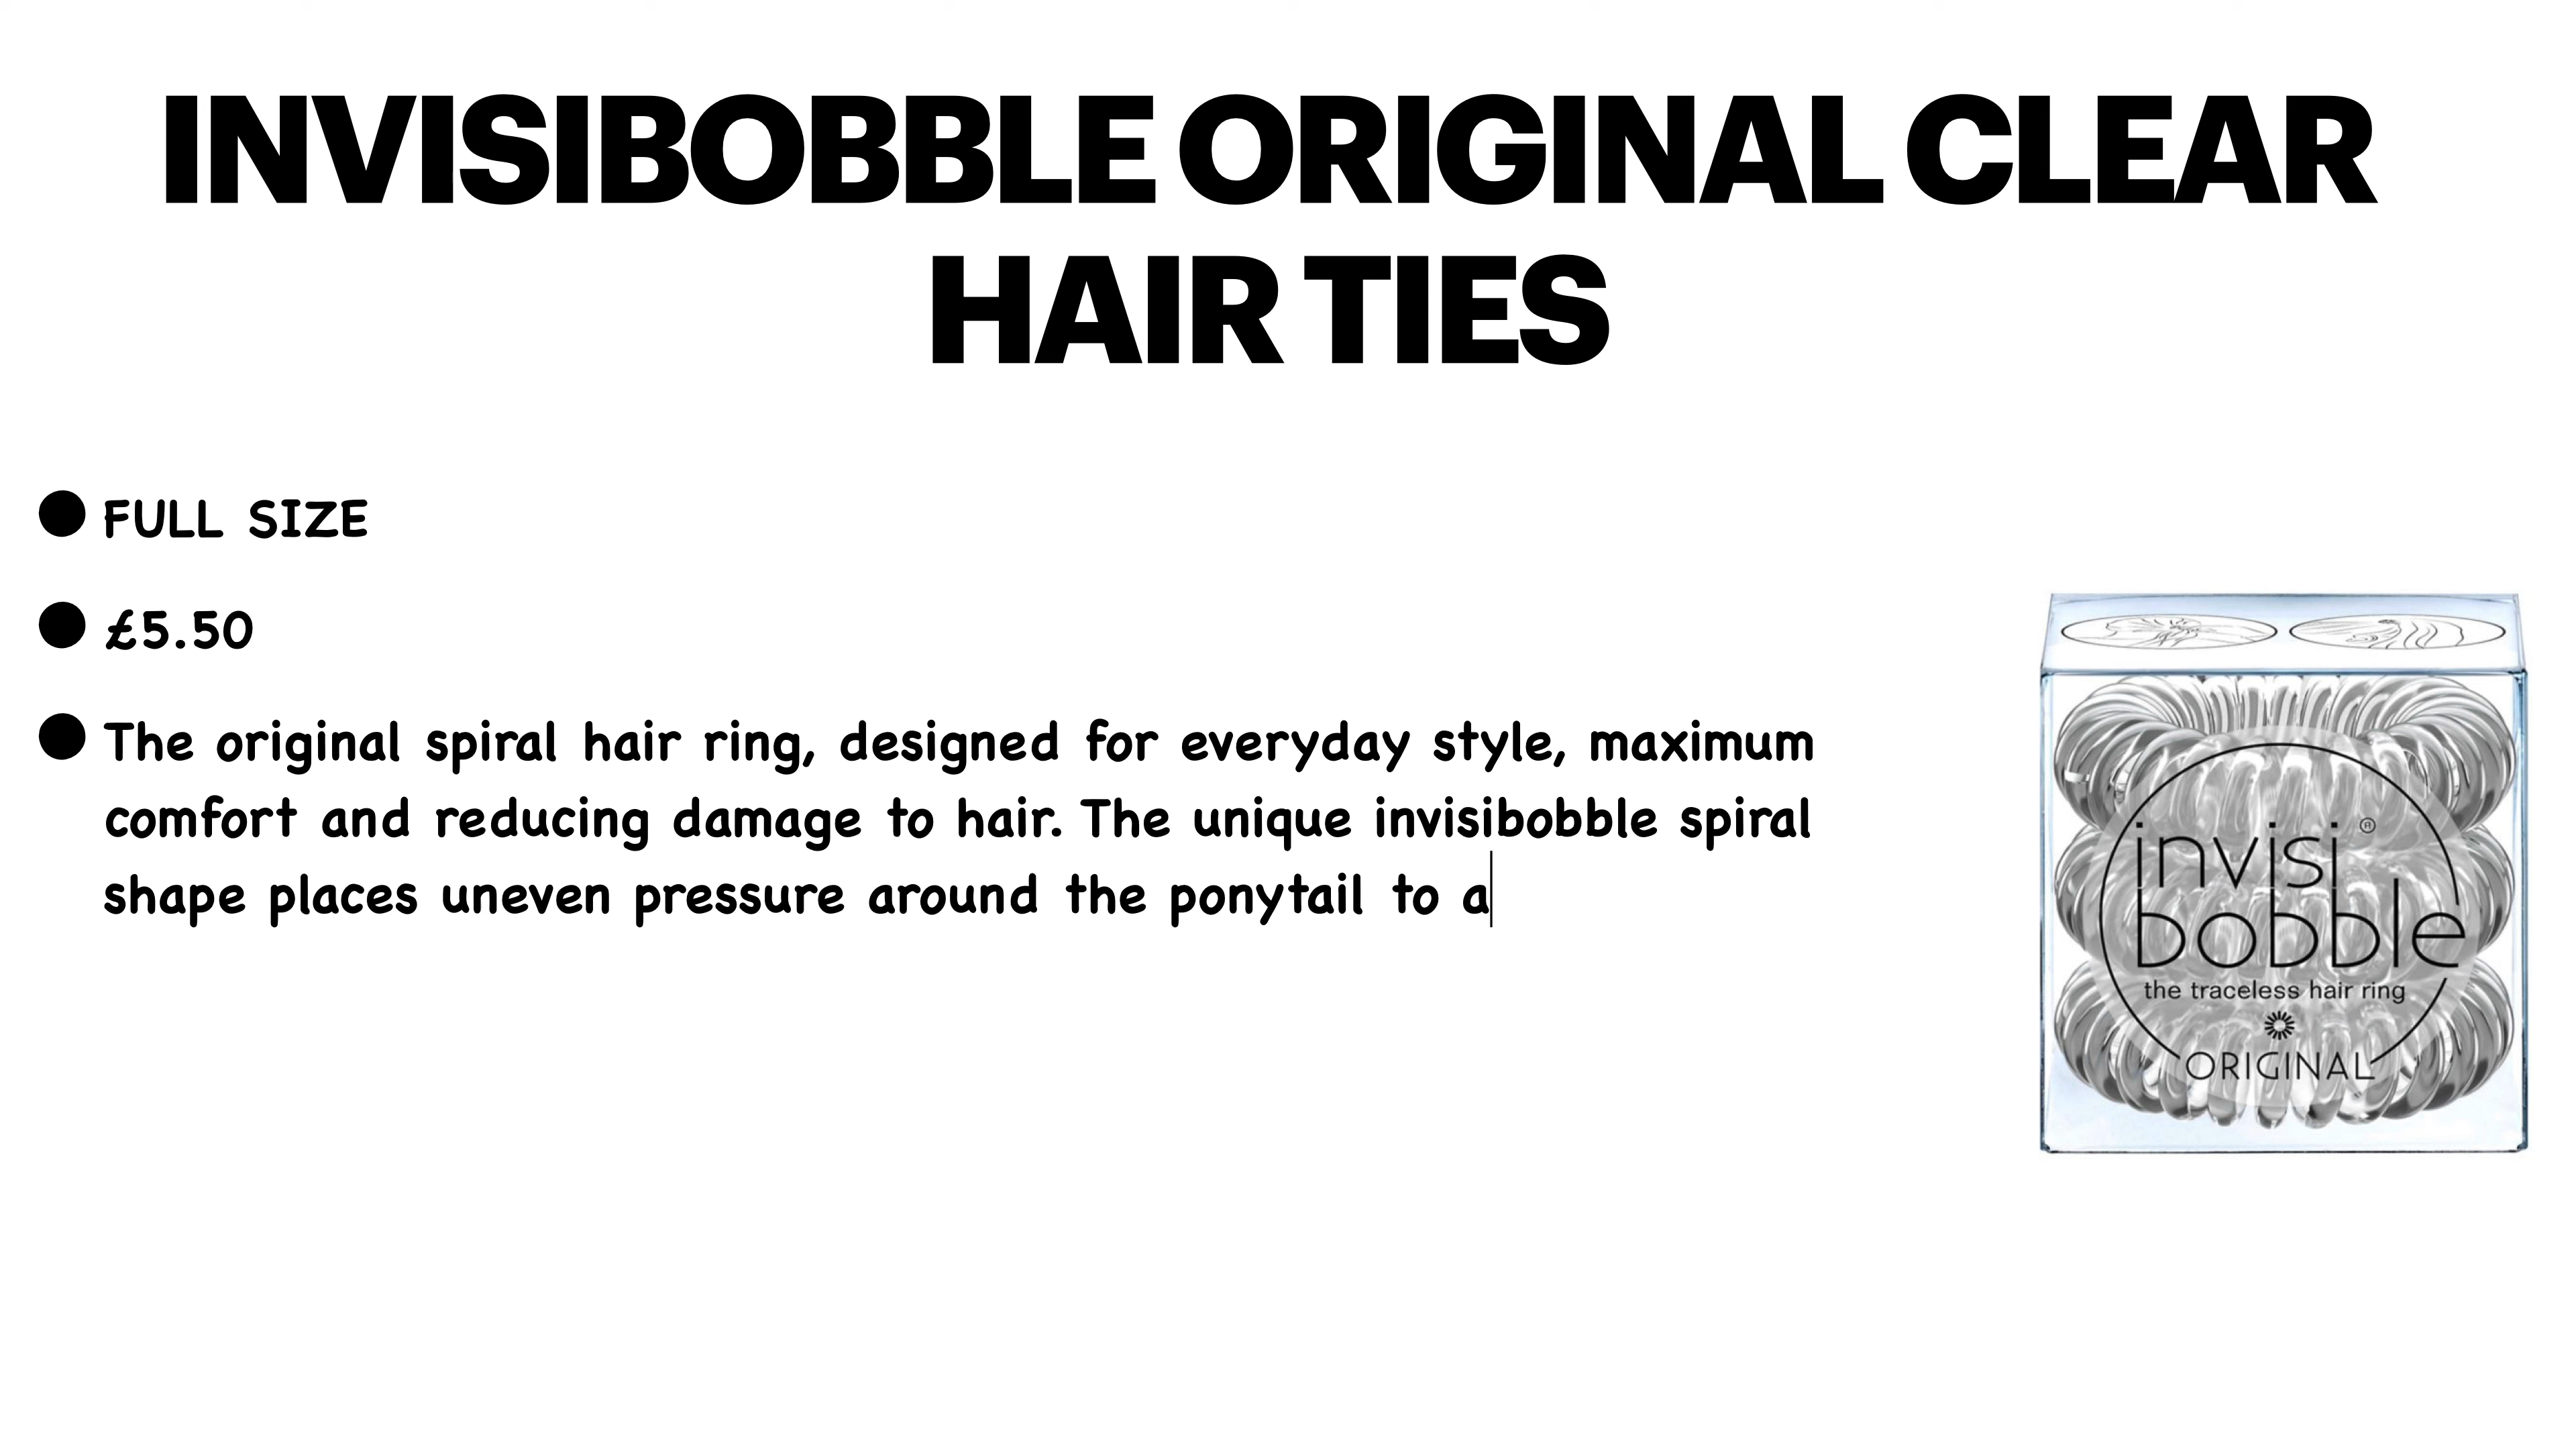 INVISIBOBBLE ORIGINAL CLEAR
HAIR TIES
● FULL SIZE
● £5.50
● The original spiral hair ring, designed for everyday style, maximum
comfort and reducing damage to hair. The unique invisibobble spiral
shape places uneven pressure around the ponytail to a
invisi®
bobble
the traceless hair ring
ORIGINAL